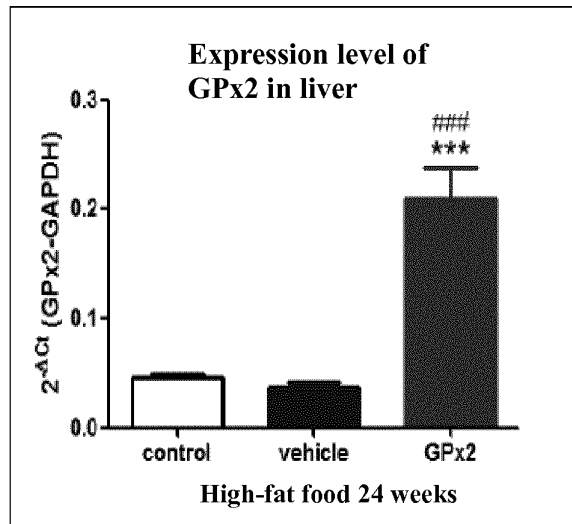 Expression level of
GPx2 in liver
2^-ΔCt (GPx2-GAPDH)
0.3
0.2
0.1
0.0
###
***
control vehicle GPx2
High-fat food 24 weeks